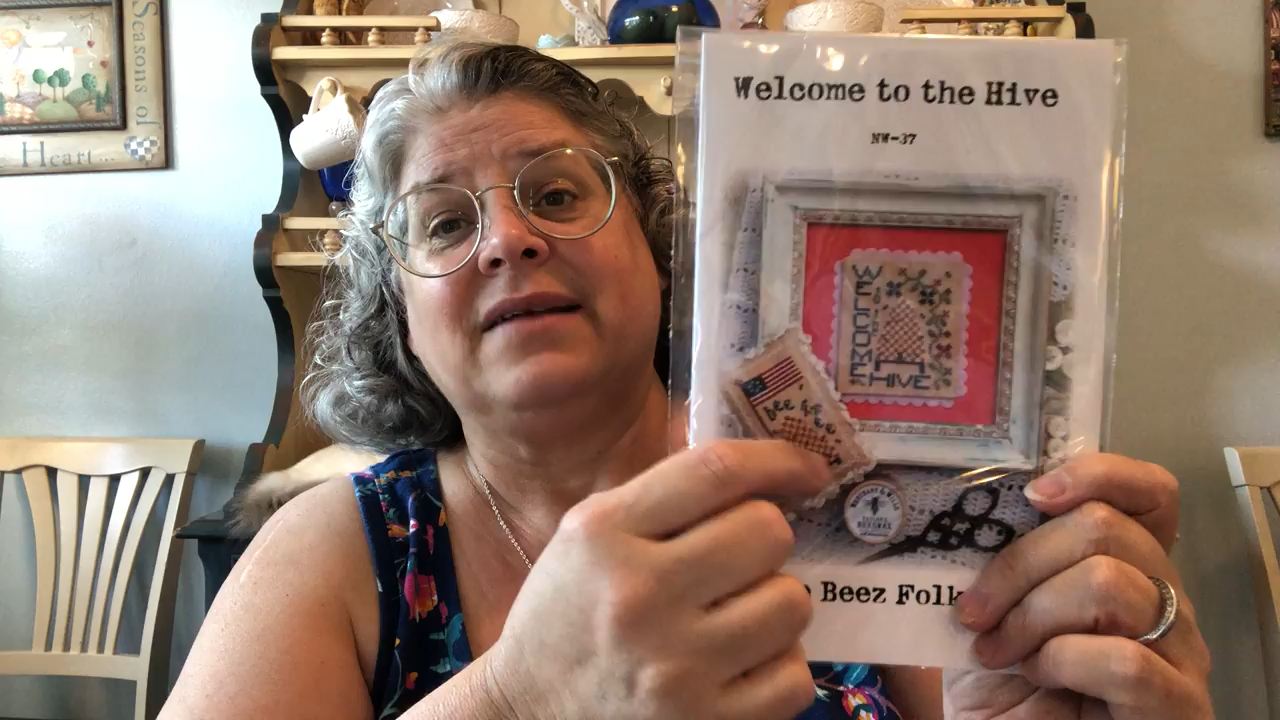 Seasons of
Heart...
Welcome to the Hive
NW-37
WELCOME
HIVE
Bee
Beez Folk